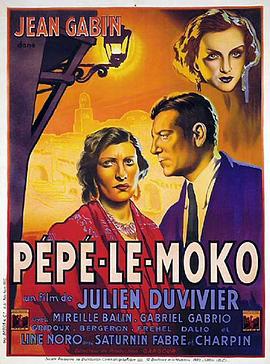 JEAN GABIN
dans
PÉPÉ-LE-MOKO
un film de JULIEN DUVIVIER
avec MIREILLE BALIN, GABRIEL GABRIO
GRIDOUX, BERGERON, FREHEL DALIO et
LINE NORO avec SATURNIN FABRE et CHARPIN